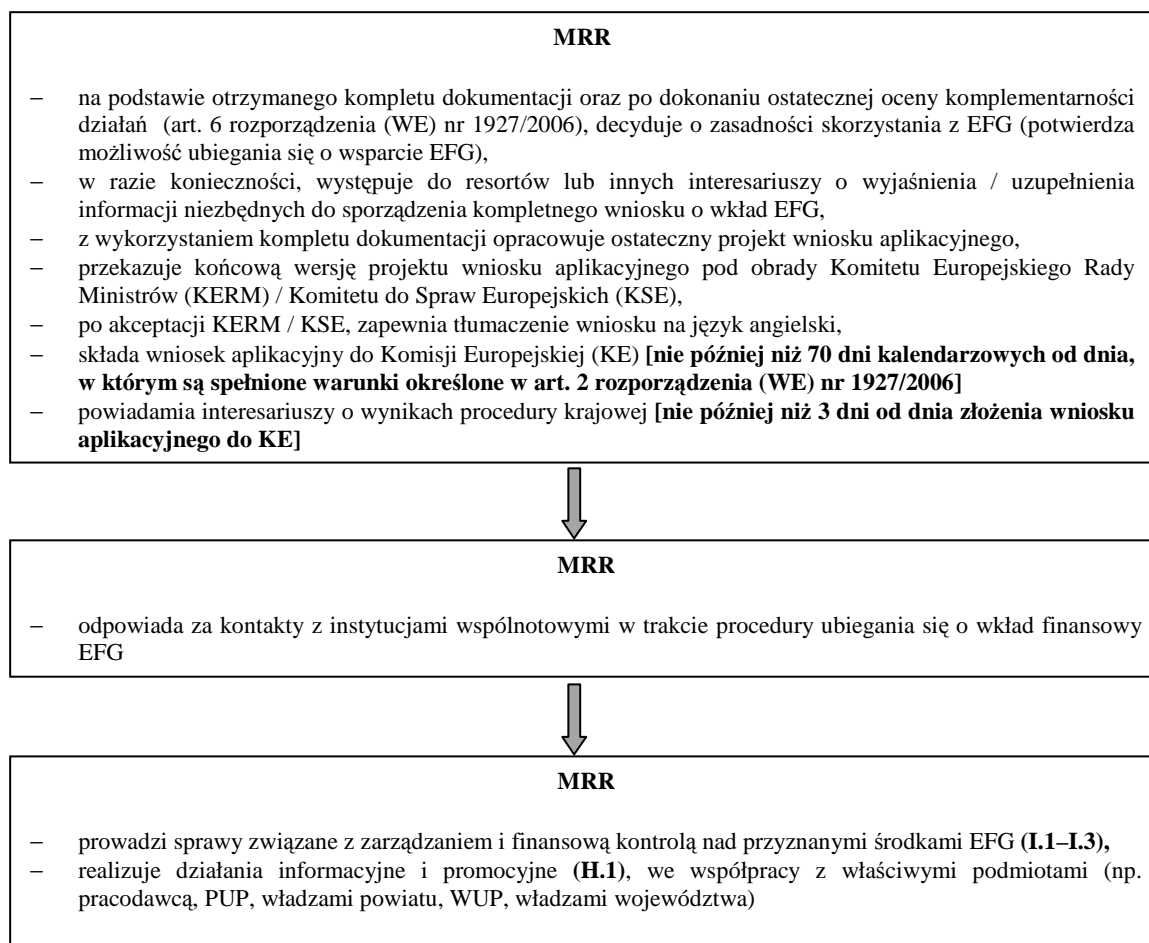 MRR
– na podstawie otrzymanego kompletu dokumentacji oraz po dokonaniu ostatecznej oceny komplementarności
działań (art. 6 rozporządzenia (WE) nr 1927/2006), decyduje o zasadności skorzystania z EFG (potwierdza
możliwość ubiegania się o wsparcie EFG),
– w razie konieczności, występuje do resortów lub innych interesariuszy o wyjaśnienia / uzupełnienia
informacji niezbędnych do sporządzenia kompletnego wniosku o wkład EFG,
– z wykorzystaniem kompletu dokumentacji opracowuje ostateczny projekt wniosku aplikacyjnego,
– przekazuje końcową wersję projektu wniosku aplikacyjnego pod obrady Komitetu Europejskiego Rady
Ministrów (KERM) / Komitetu do Spraw Europejskich (KSE),
– po akceptacji KERM / KSE, zapewnia tłumaczenie wniosku na język angielski,
– składa wniosek aplikacyjny do Komisji Europejskiej (KE) [nie później niż 70 dni kalendarzowych od dnia,
w którym są spełnione warunki określone w art. 2 rozporządzenia (WE) nr 1927/2006]
– powiadamia interesariuszy o wynikach procedury krajowej [nie później niż 3 dni od dnia złożenia wniosku
aplikacyjnego do KE]
MRR
– odpowiada za kontakty z instytucjami wspólnotowymi w trakcie procedury ubiegania się o wkład finansowy
EFG
MRR
– prowadzi sprawy związane z zarządzaniem i finansową kontrolą nad przyznanymi środkami EFG (I.1–I.3),
– realizuje działania informacyjne i promocyjne (H.1), we współpracy z właściwymi podmiotami (np.
pracodawcą, PUP, władzami powiatu, WUP, władzami województwa)